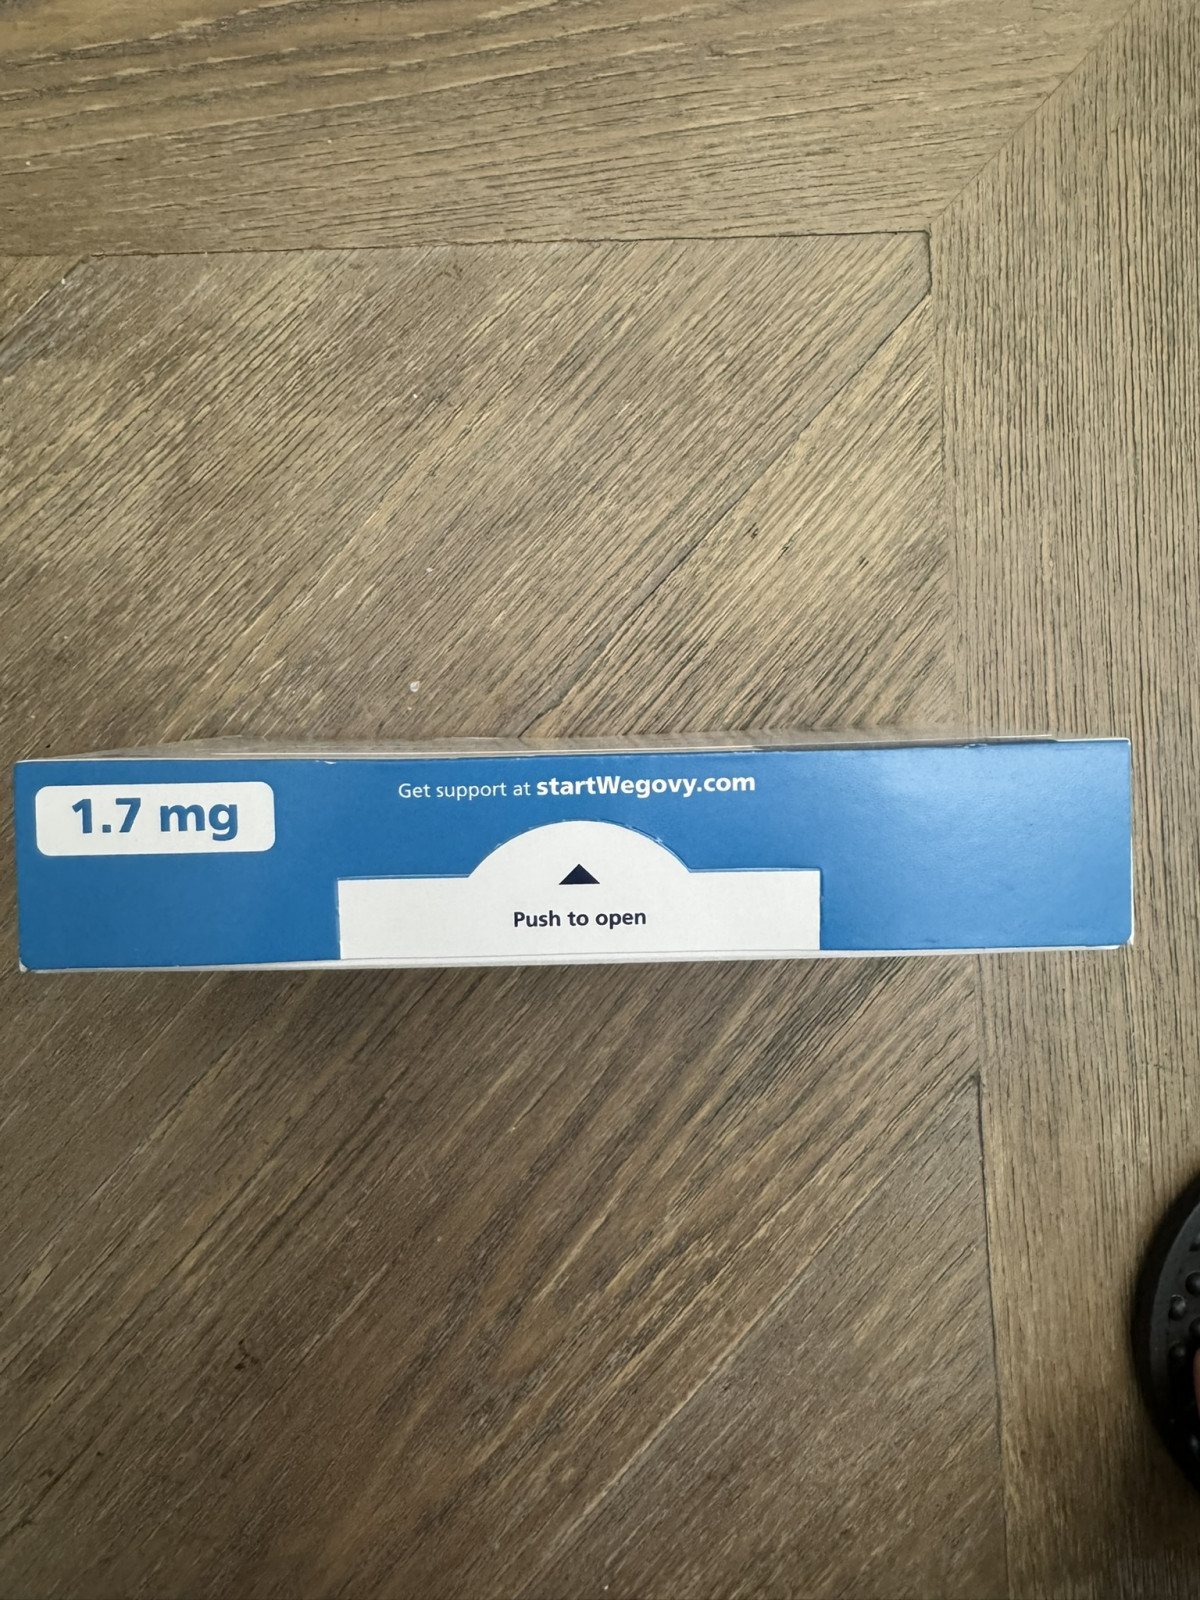 Get support at startWegovy.com
1.7 mg
Push to open